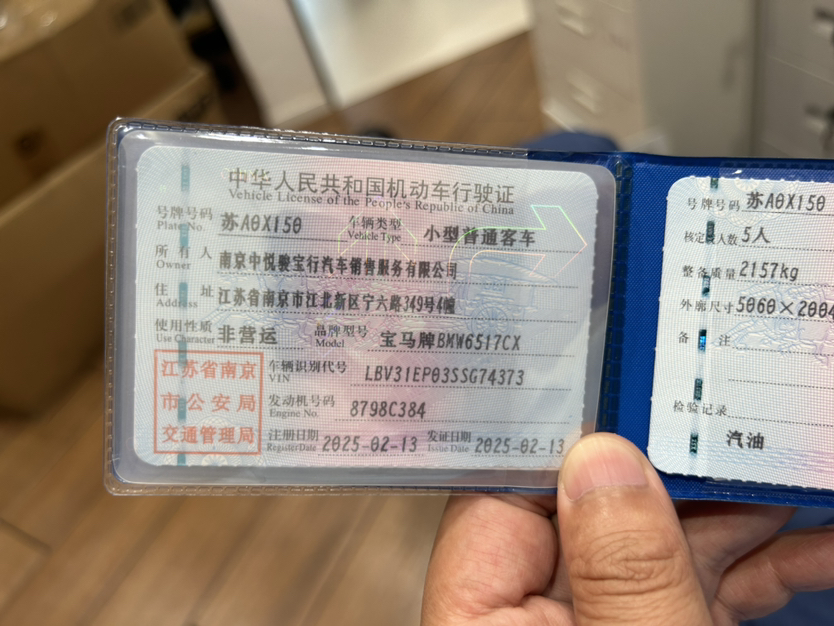 中华人民共和国机动车行驶证
Vehicle License of the People's Republic of China
号牌号码 苏A0X150 车辆类型 小型普通客车
Plate No. Vehicle Type
所有人 南京中悦骏宝行汽车销售服务有限公司
Owner
住址 江苏省南京市江北新区宁六路349号4幢
Address
使用性质 非营运 品牌型号 宝马牌BMW6517CX
Use Character Model
江苏省南京
市公安局
交通管理局
车辆识别代号 LBV31EP03SSG74373
VIN
发动机号码 8798C384
Engine No.
注册日期 2025-02-13 发证日期 2025-02-13
Register Date Issue Date
号牌号码 苏A0X150
核定人数 5人
整备质量 2157kg
外廓尺寸 5060×2004
备注
检验记录
汽油